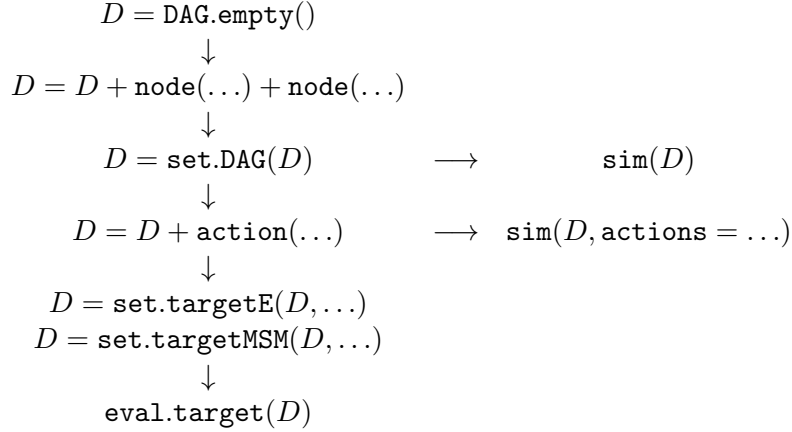 D = DAG.empty()
↓
D = D + node(...) + node(...)
↓
D = set.DAG(D) ⟶ sim(D)
↓
D = D + action(...) ⟶ sim(D, actions = ...)
↓
D = set.targetE(D, ...)
D = set.targetMSM(D, ...)
↓
eval.target(D)